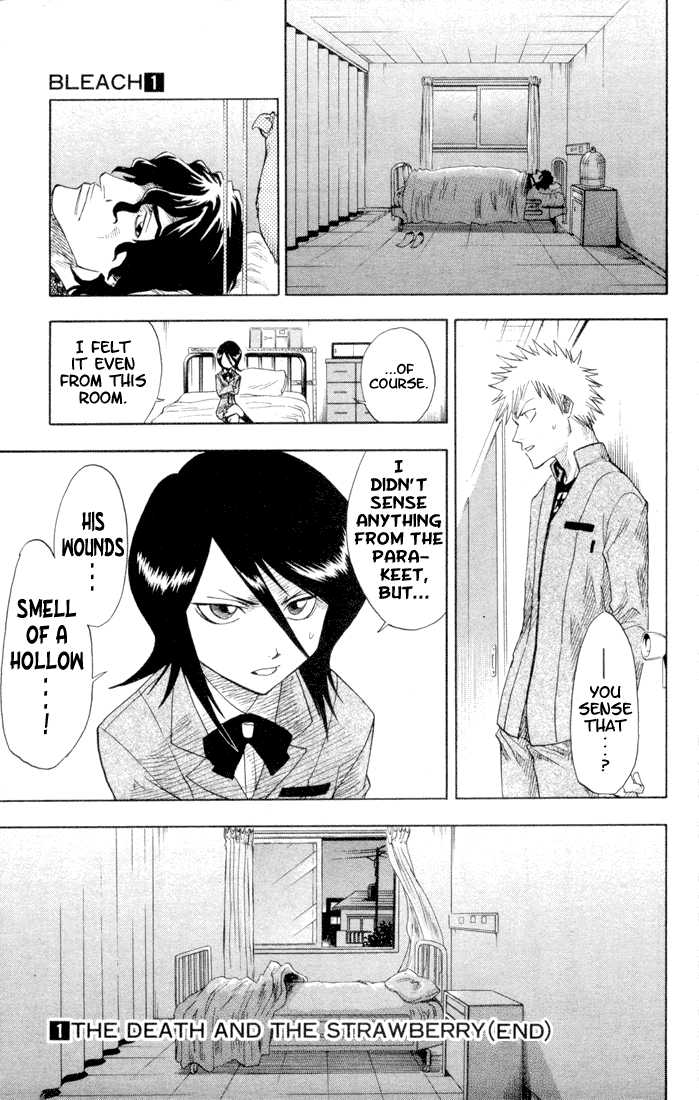 BLEACH 1
—
YOU
SENSE
THAT
...?
...OF
COURSE.
I FELT
IT EVEN
FROM THIS
ROOM.
I
DIDN'T
SENSE
ANYTHING
FROM THE
PARA-
KEET,
BUT...
HIS
WOUNDS
...
SMELL
OF A
HOLLOW
...!
1 THE DEATH AND THE STRAWBERRY(END)